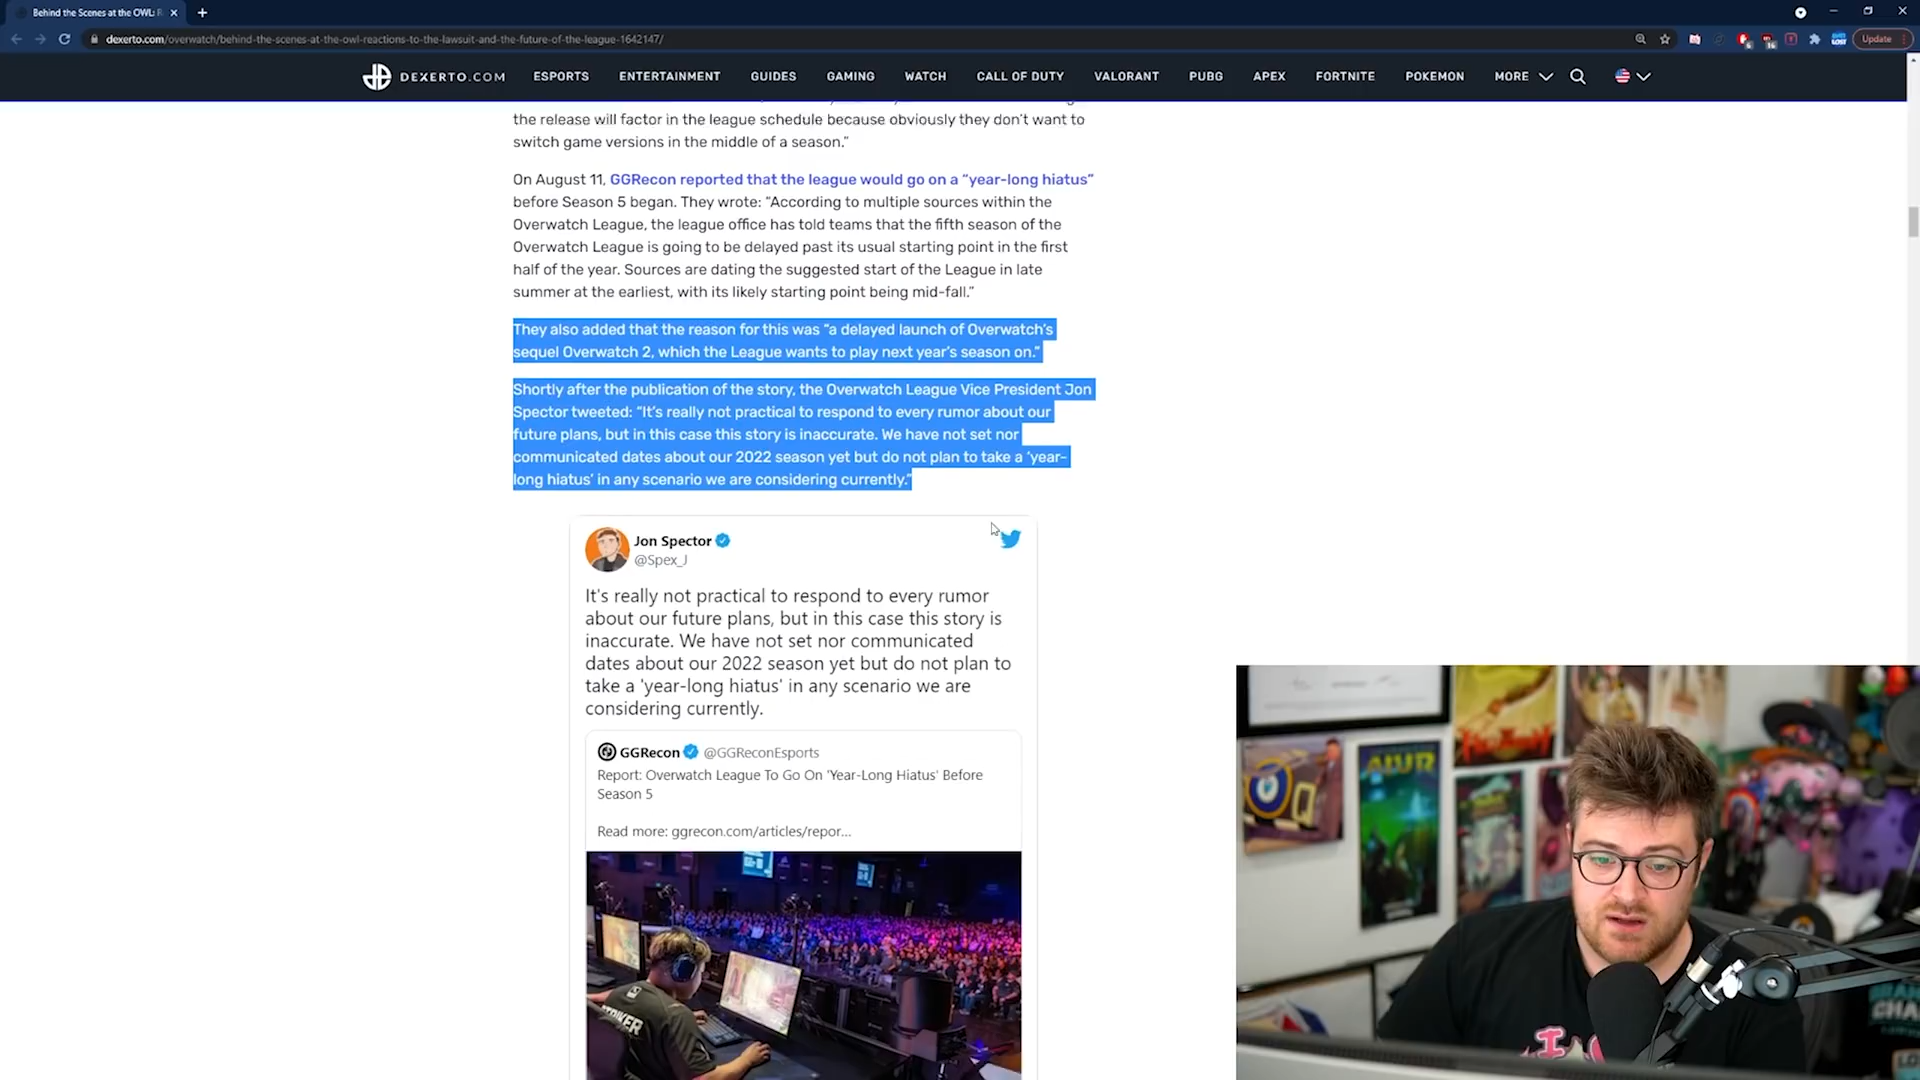 Behind the Scenes at the OWL: R
dexerto.com/overwatch/behind-the-scenes-at-the-owl-reactions-to-the-lawsuit-and-the-future-of-the-league-1642147/
Update
DEXERTO.COM
ESPORTS
ENTERTAINMENT
GUIDES
GAMING
WATCH
CALL OF DUTY
VALORANT
PUBG
APEX
FORTNITE
POKEMON
MORE
the release will factor in the league schedule because obviously they don’t want to
switch game versions in the middle of a season.”
On August 11, GGRecon reported that the league would go on a “year-long hiatus”
before Season 5 began. They wrote: “According to multiple sources within the
Overwatch League, the league office has told teams that the fifth season of the
Overwatch League is going to be delayed past its usual starting point in the first
half of the year. Sources are dating the suggested start of the League in late
summer at the earliest, with its likely starting point being mid-fall.”
They also added that the reason for this was “a delayed launch of Overwatch’s
sequel Overwatch 2, which the League wants to play next year’s season on.”
Shortly after the publication of the story, the Overwatch League Vice President Jon
Spector tweeted: “It’s really not practical to respond to every rumor about our
future plans, but in this case this story is inaccurate. We have not set nor
communicated dates about our 2022 season yet but do not plan to take a ‘year-
long hiatus’ in any scenario we are considering currently.”
Jon Spector
@Spex_J
It's really not practical to respond to every rumor
about our future plans, but in this case this story is
inaccurate. We have not set nor communicated
dates about our 2022 season yet but do not plan to
take a 'year-long hiatus' in any scenario we are
considering currently.
GGRecon @GGReconEsports
Report: Overwatch League To Go On 'Year-Long Hiatus' Before
Season 5
Read more: ggrecon.com/articles/repor...